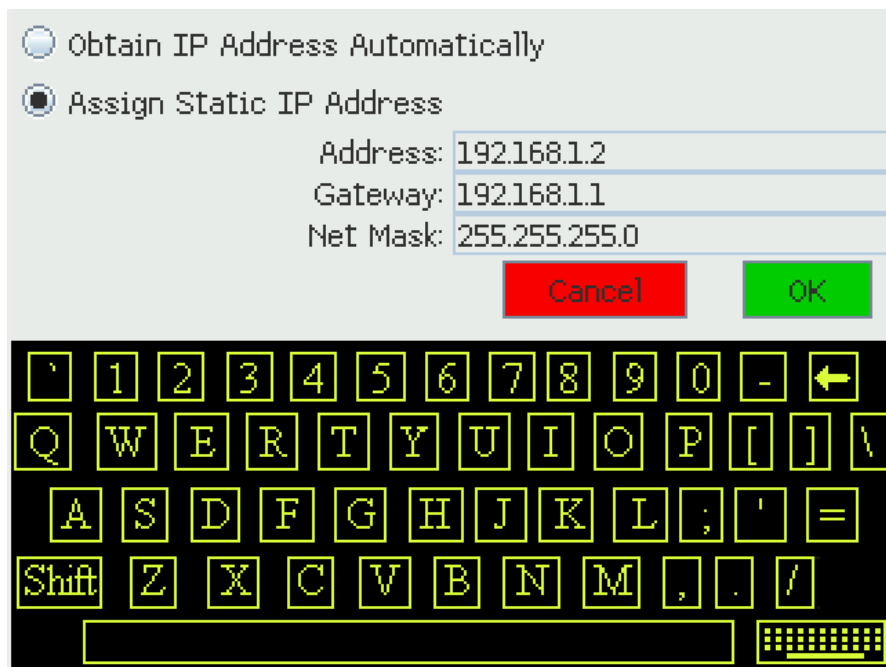 Obtain IP Address Automatically
Assign Static IP Address
Address: 192.168.1.2
Gateway: 192.168.1.1
Net Mask: 255.255.255.0
Cancel OK
` 1 2 3 4 5 6 7 8 9 0 -
Q W E R T Y U I O P [ ] \
A S D F G H J K L ; ' =
Shift Z X C V B N M , . /